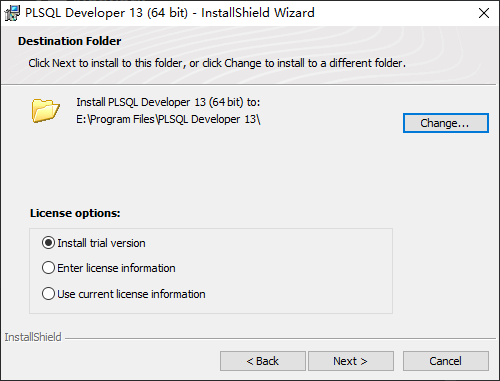 PLSQL Developer 13 (64 bit) - InstallShield Wizard
Destination Folder
Click Next to install to this folder, or click Change to install to a different folder.
Install PLSQL Developer 13 (64 bit) to:
E:\Program Files\PLSQL Developer 13\
Change...
License options:
Install trial version
Enter license information
Use current license information
InstallShield
< Back
Next >
Cancel